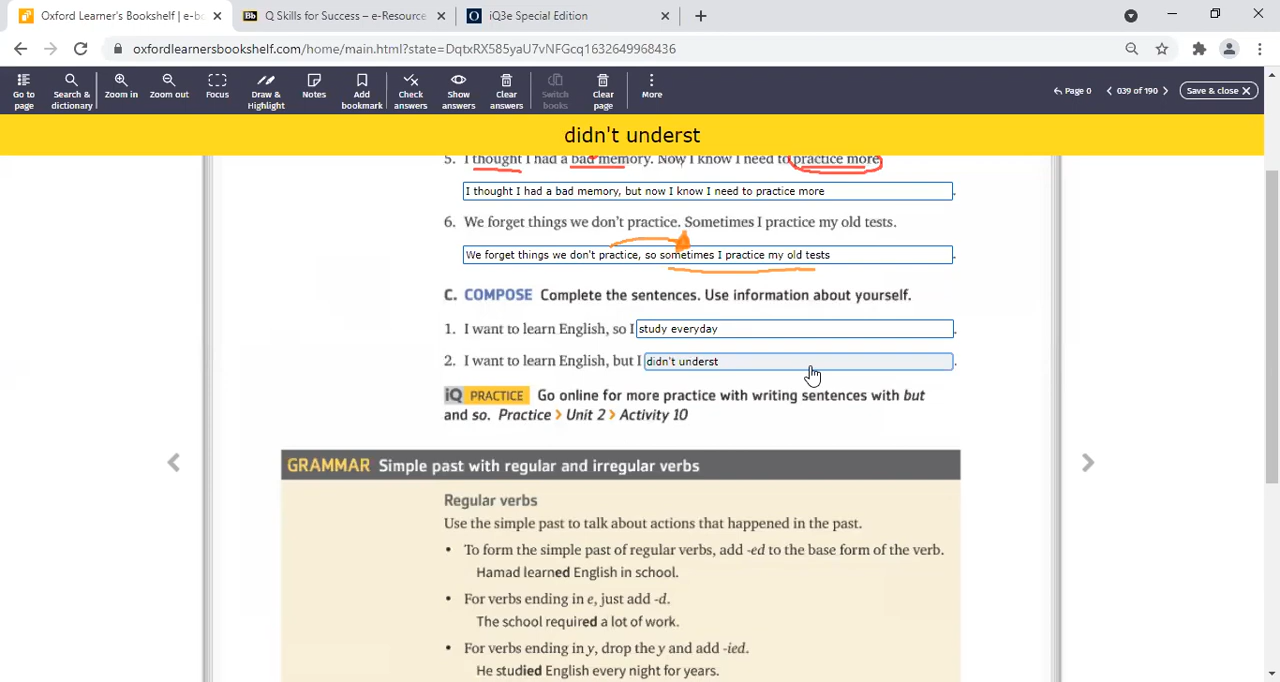 Oxford Learner's Bookshelf | e-bo
Q Skills for Success – e-Resource
iQ3e Special Edition
oxfordlearnersbookshelf.com/home/main.html?state=DqtxRX585yaU7vNFGcq1632649968436
Go to page
Search & dictionary
Zoom in
Zoom out
Focus
Draw & Highlight
Notes
Add bookmark
Check answers
Show answers
Clear answers
Switch books
Clear page
More
Page 0
039 of 190
Save & close
didn't underst
5. I thought I had a bad memory. Now I know I need to practice more
I thought I had a bad memory, but now I know I need to practice more.
6. We forget things we don't practice. Sometimes I practice my old tests.
We forget things we don't practice, so sometimes I practice my old tests.
C. COMPOSE Complete the sentences. Use information about yourself.
1. I want to learn English, so I study everyday.
2. I want to learn English, but I didn't underst.
iQ PRACTICE Go online for more practice with writing sentences with but
and so. Practice > Unit 2 > Activity 10
GRAMMAR Simple past with regular and irregular verbs
Regular verbs
Use the simple past to talk about actions that happened in the past.
• To form the simple past of regular verbs, add -ed to the base form of the verb.
Hamad learned English in school.
• For verbs ending in e, just add -d.
The school required a lot of work.
• For verbs ending in y, drop the y and add -ied.
He studied English every night for years.